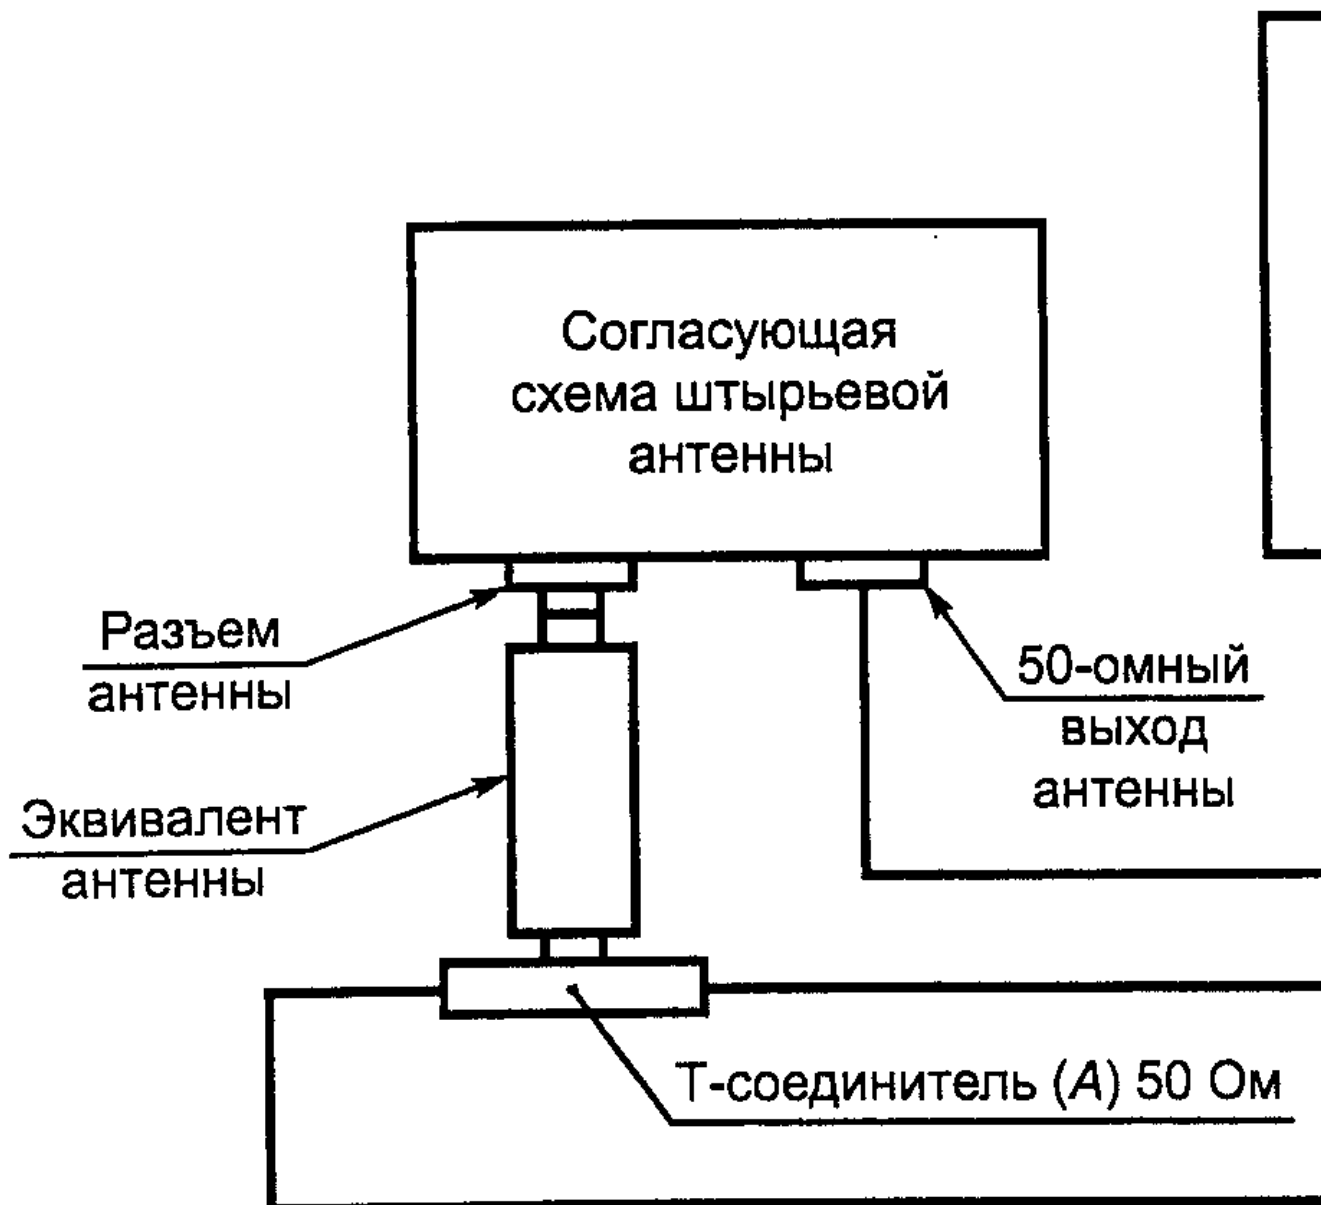 Согласующая
схема штырьевой
антенны
Разъем
антенны
50-омный
выход
антенны
Эквивалент
антенны
Т-соединитель (А) 50 Ом